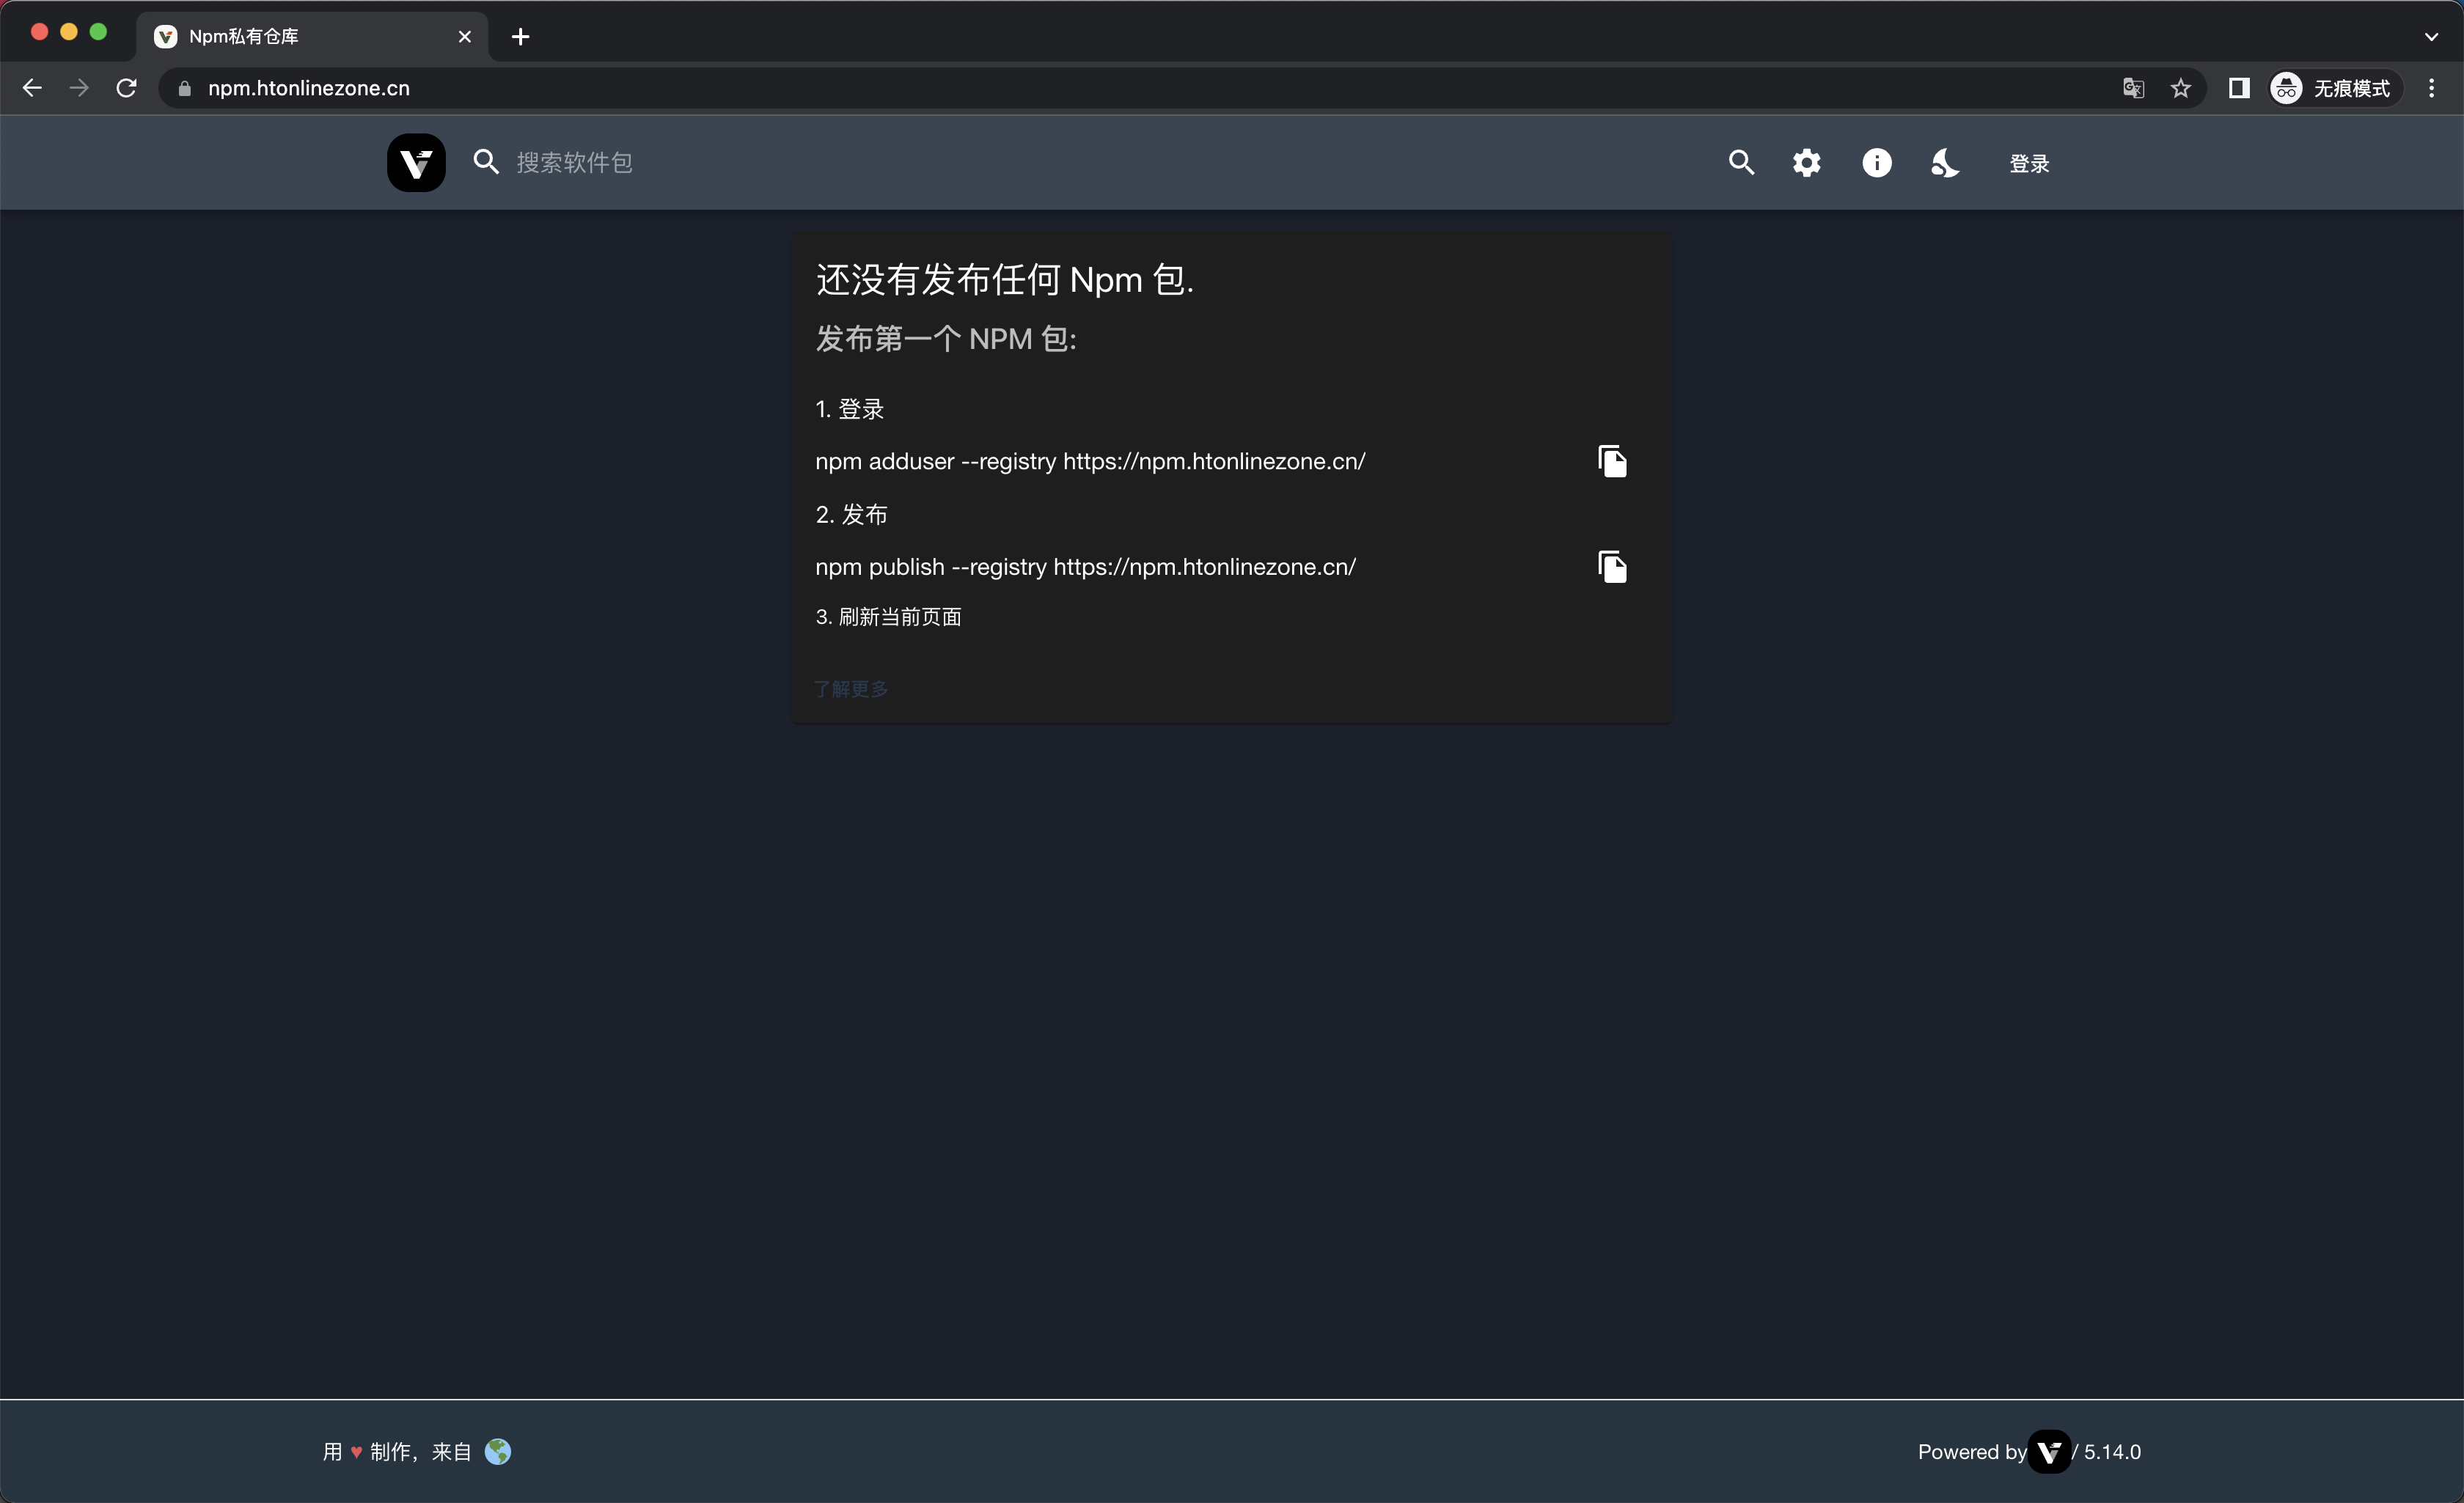 Npm私有仓库
npm.htonlinezone.cn
无痕模式
搜索软件包
登录
还没有发布任何 Npm 包.
发布第一个 NPM 包:
1. 登录
npm adduser --registry https://npm.htonlinezone.cn/
2. 发布
npm publish --registry https://npm.htonlinezone.cn/
3. 刷新当前页面
了解更多
用 ♥ 制作，来自
Powered by / 5.14.0